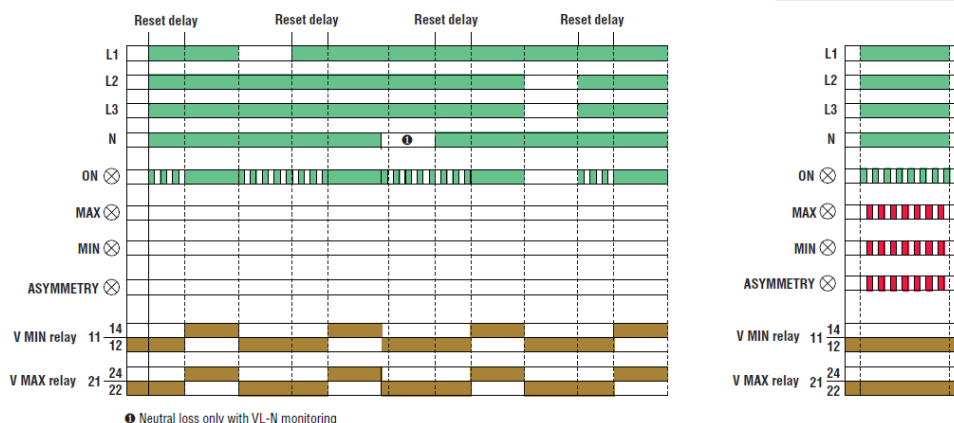 Reset delay Reset delay Reset delay Reset delay
L1
L2
L3
N ❶
ON
MAX
MIN
ASYMMETRY
V MIN relay 11 14
12
V MAX relay 21 24
22
❶ Neutral loss only with VL-N monitoring
L1
L2
L3
N
ON
MAX
MIN
ASYMMETRY
V MIN relay 11 14
12
V MAX relay 21 24
22